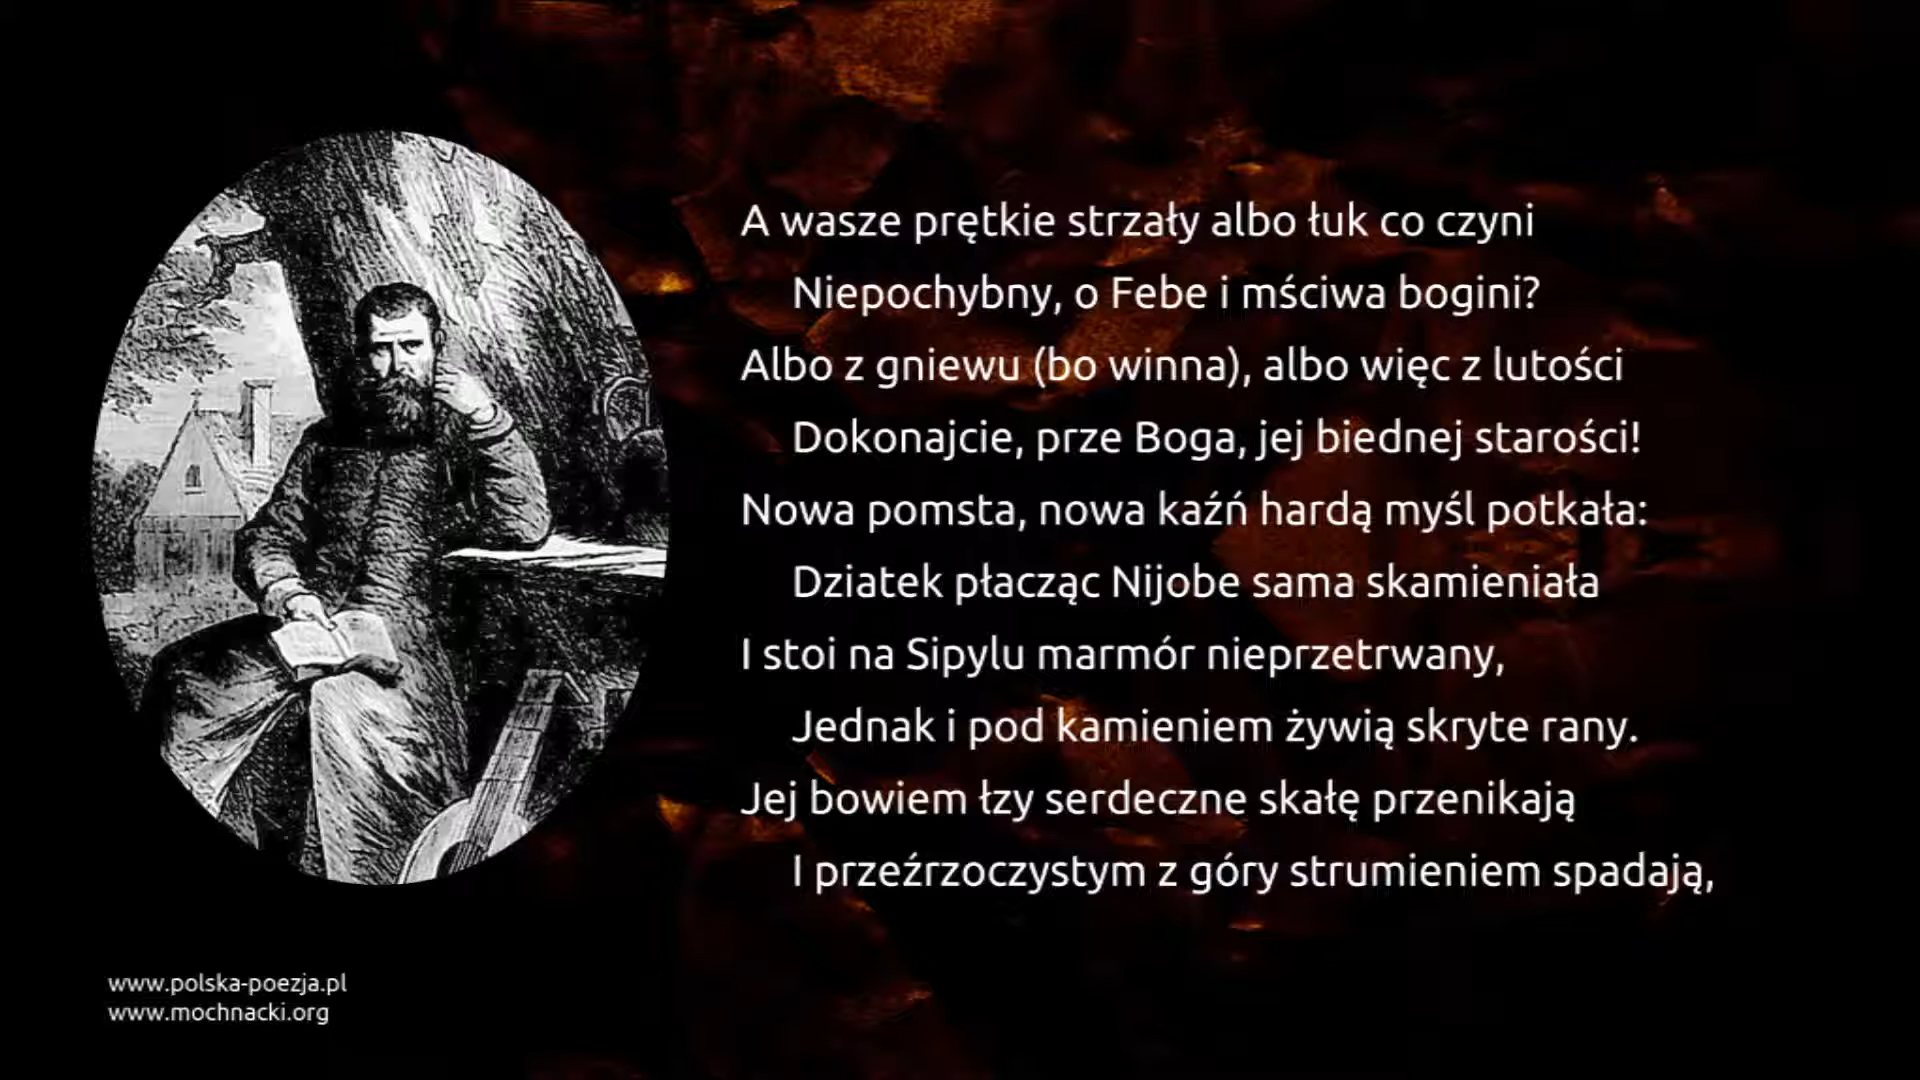 A wasze prętkie strzały albo łuk co czyni
Niepochybny, o Febe i mściwa bogini?
Albo z gniewu (bo winna), albo więc z lutości
Dokonajcie, prze Boga, jej biednej starości!
Nowa pomsta, nowa kaźń hardą myśl potkała:
Dziatek płacząc Nijobe sama skamieniała
I stoi na Sipylu marmór nieprzetrwany,
Jednak i pod kamieniem żywią skryte rany.
Jej bowiem łzy serdeczne skałę przenikają
I przeźrzoczystym z góry strumieniem spadają,
www.polska-poezja.pl
www.mochnacki.org